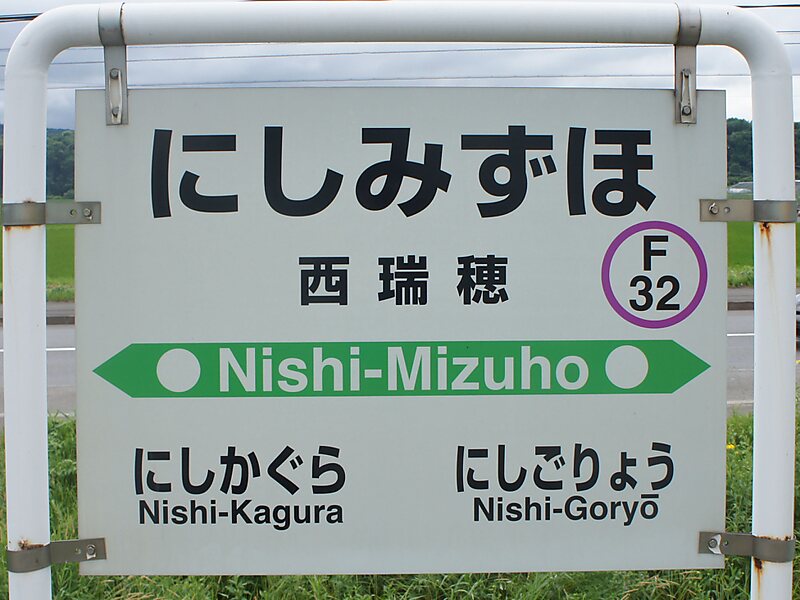 にしみずほ
西瑞穂
F
32
Nishi-Mizuho
にしかぐら
Nishi-Kagura
にしごりょう
Nishi-Goryō